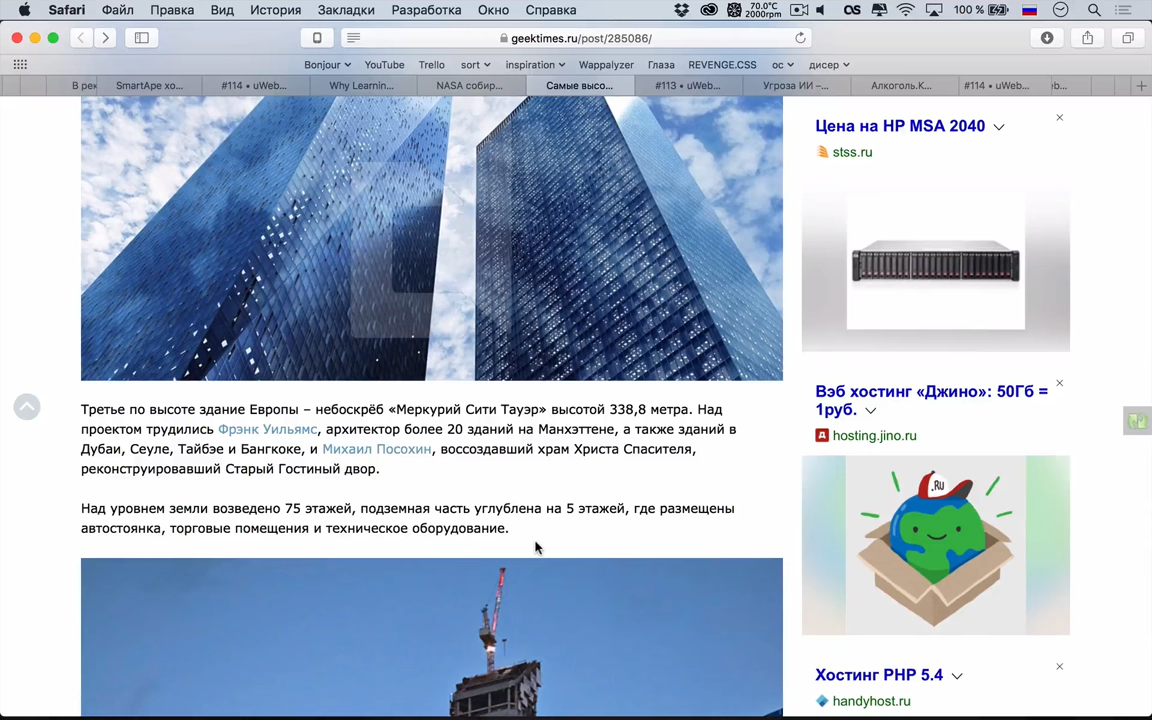 Safari Файл Правка Вид История Закладки Разработка Окно Справка 70.0°C 2000rpm 100 %
geektimes.ru/post/285086/
Bonjour YouTube Trello sort inspiration Wappalyzer Глаза REVENGE.CSS ос дисер
В рек SmartApe хо... #114 • uWeb... Why Learnin... NASA собир... Самые высо... #113 • uWeb... Угроза ИИ –... Алкоголь.К... #114 • uWeb... eb...
Цена на HP MSA 2040
stss.ru
Вэб хостинг «Джино»: 50Гб =
1руб.
hosting.jino.ru
.RU
Хостинг PHP 5.4
handyhost.ru
Третье по высоте здание Европы – небоскрёб «Меркурий Сити Тауэр» высотой 338,8 метра. Над
проектом трудились Фрэнк Уильямс, архитектор более 20 зданий на Манхэттене, а также зданий в
Дубаи, Сеуле, Тайбэе и Бангкоке, и Михаил Посохин, воссоздавший храм Христа Спасителя,
реконструировавший Старый Гостиный двор.
Над уровнем земли возведено 75 этажей, подземная часть углублена на 5 этажей, где размещены
автостоянка, торговые помещения и техническое оборудование.